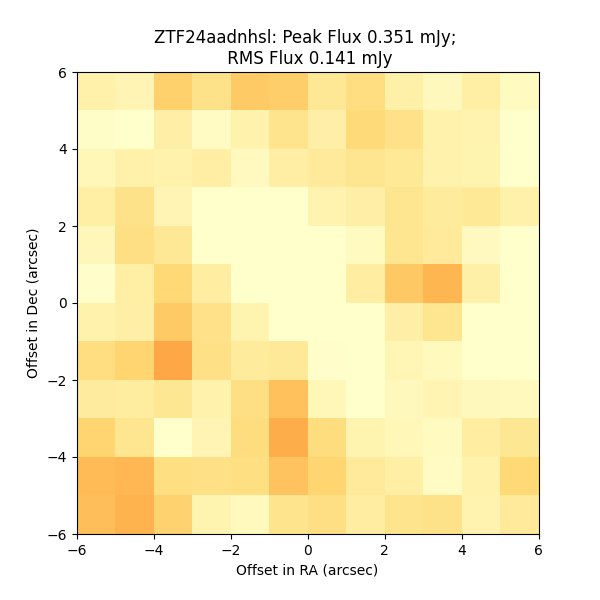 ZTF24aadnhsl: Peak Flux 0.351 mJy;
RMS Flux 0.141 mJy
6
4
2
0
−2
−4
−6
Offset in Dec (arcsec)
−6 −4 −2 0 2 4 6
Offset in RA (arcsec)